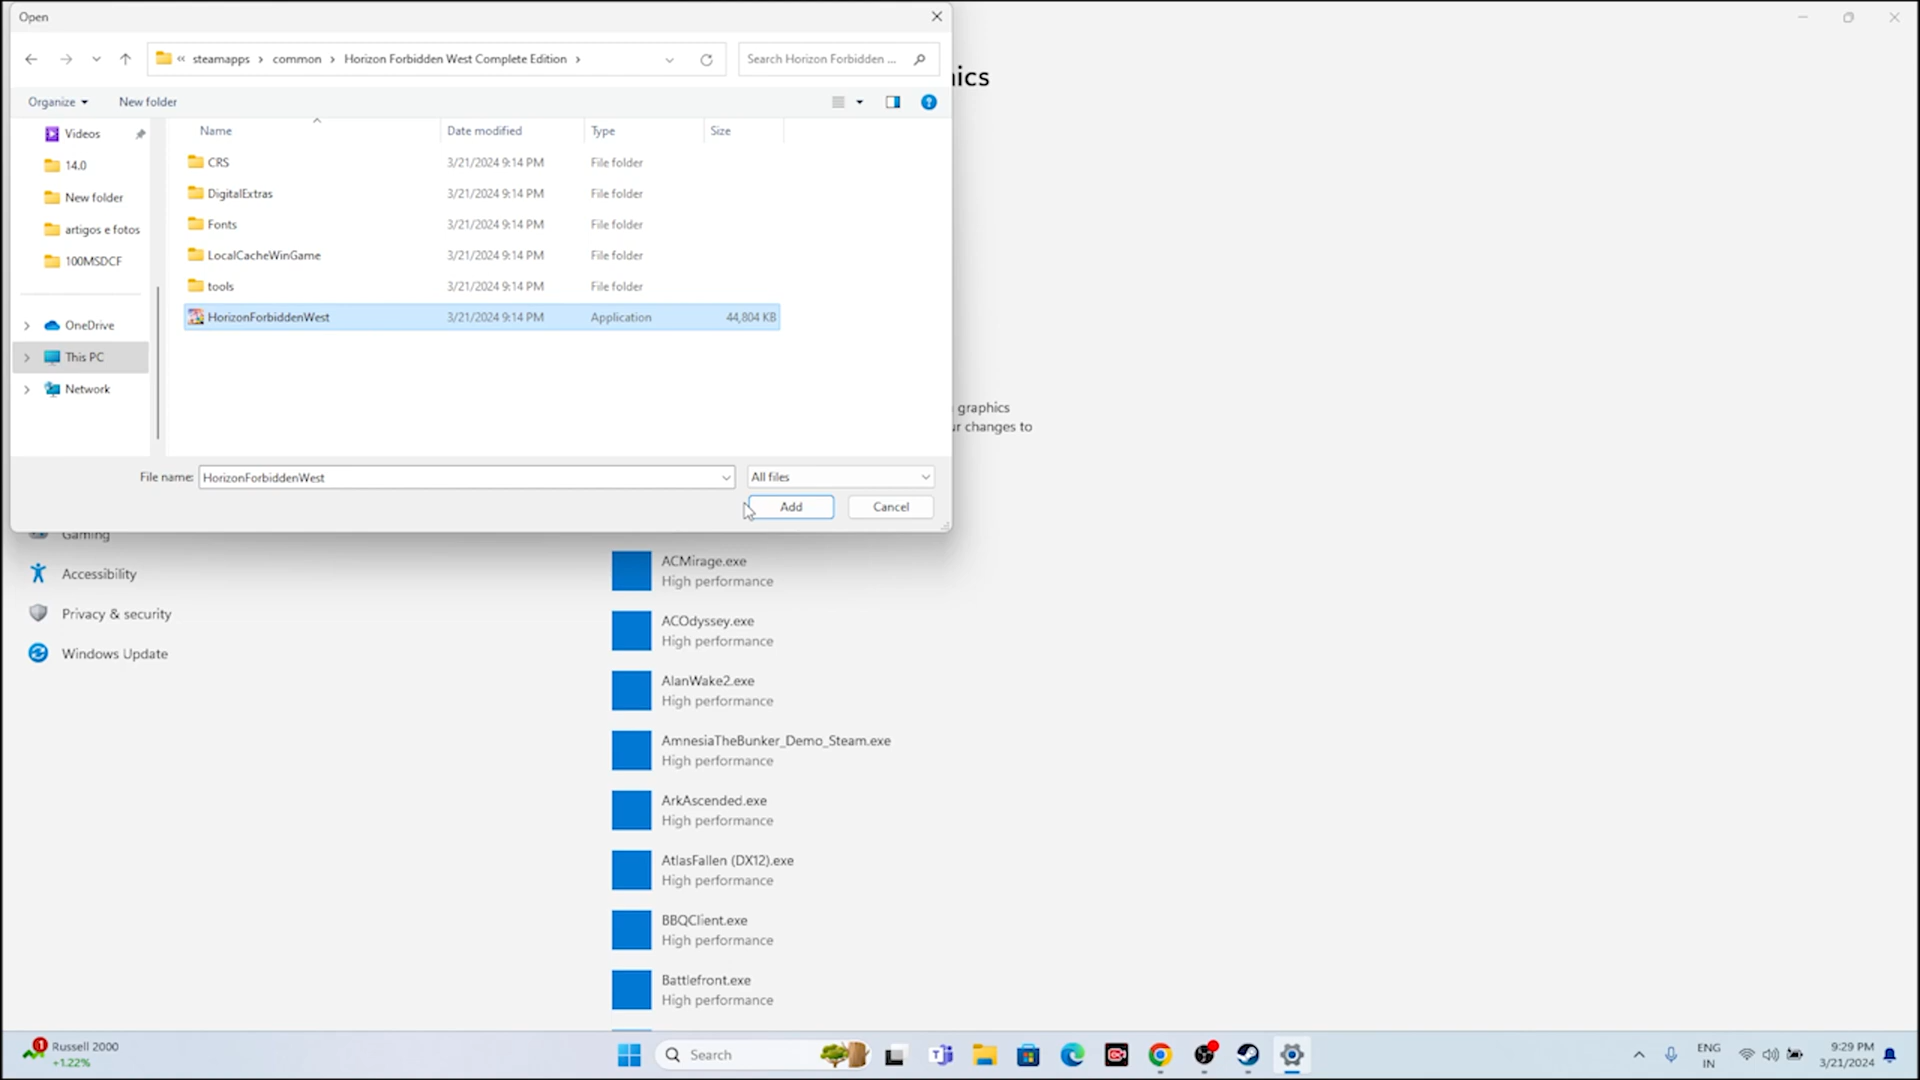 Open
steamapps > common > Horizon Forbidden West Complete Edition >
Search Horizon Forbidden ...
Organize
New folder
Name
Date modified
Type
Size
Videos
14.0
New folder
artigos e fotos
100MSDCF
OneDrive
This PC
Network
CRS 3/21/2024 9:14 PM File folder
DigitalExtras 3/21/2024 9:14 PM File folder
Fonts 3/21/2024 9:14 PM File folder
LocalCacheWinGame 3/21/2024 9:14 PM File folder
tools 3/21/2024 9:14 PM File folder
HorizonForbiddenWest 3/21/2024 9:14 PM Application 44,804 KB
File name: HorizonForbiddenWest
All files
Add
Cancel
ics
graphics
ur changes to
Gaming
Accessibility
Privacy & security
Windows Update
ACMirage.exe
High performance
ACOdyssey.exe
High performance
AlanWake2.exe
High performance
AmnesiaTheBunker_Demo_Steam.exe
High performance
ArkAscended.exe
High performance
AtlasFallen (DX12).exe
High performance
BBQClient.exe
High performance
Battlefront.exe
High performance
1
Russell 2000
+1.22%
Search
ENG
IN
9:29 PM
3/21/2024